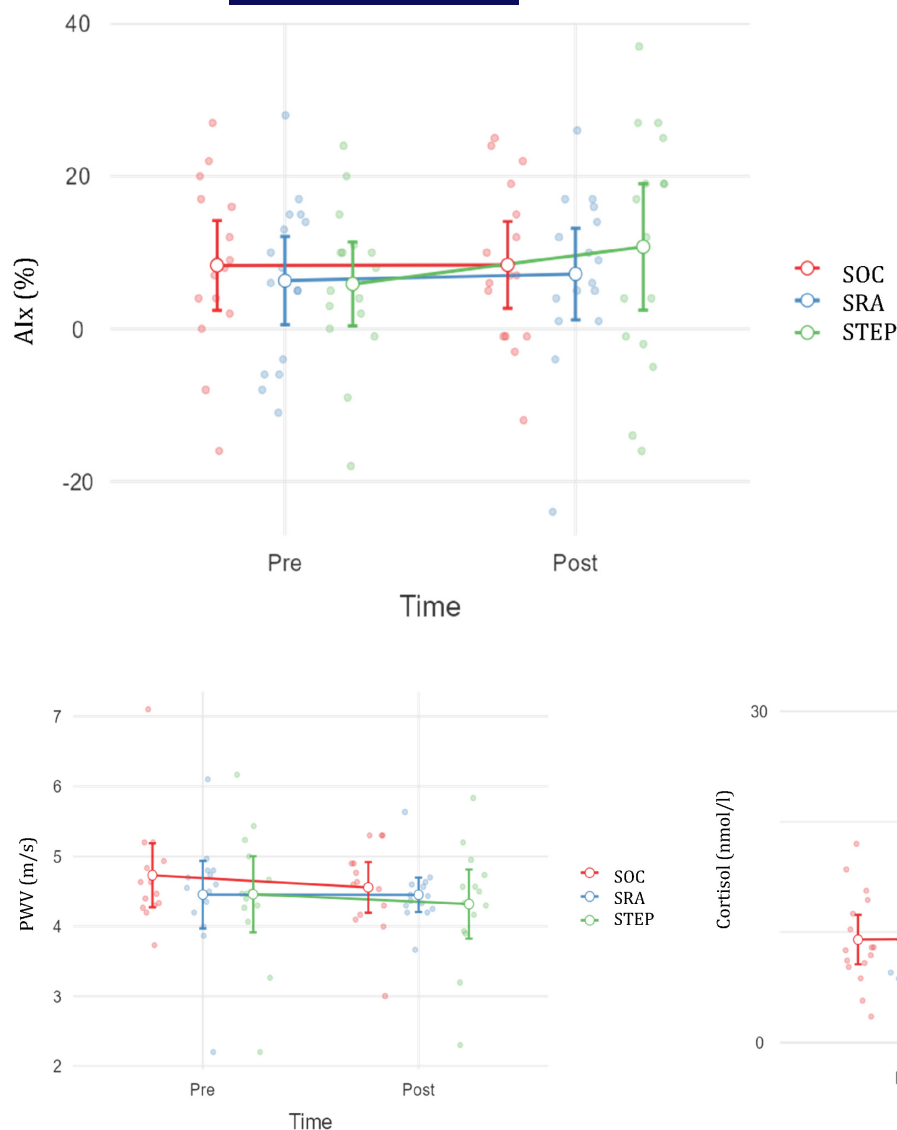 40
20
0
-20
AIx (%)
Pre
Post
Time
SOC
SRA
STEP
7
6
5
4
3
2
PWV (m/s)
Pre
Post
Time
SOC
SRA
STEP
30
0
Cortisol (nmol/l)